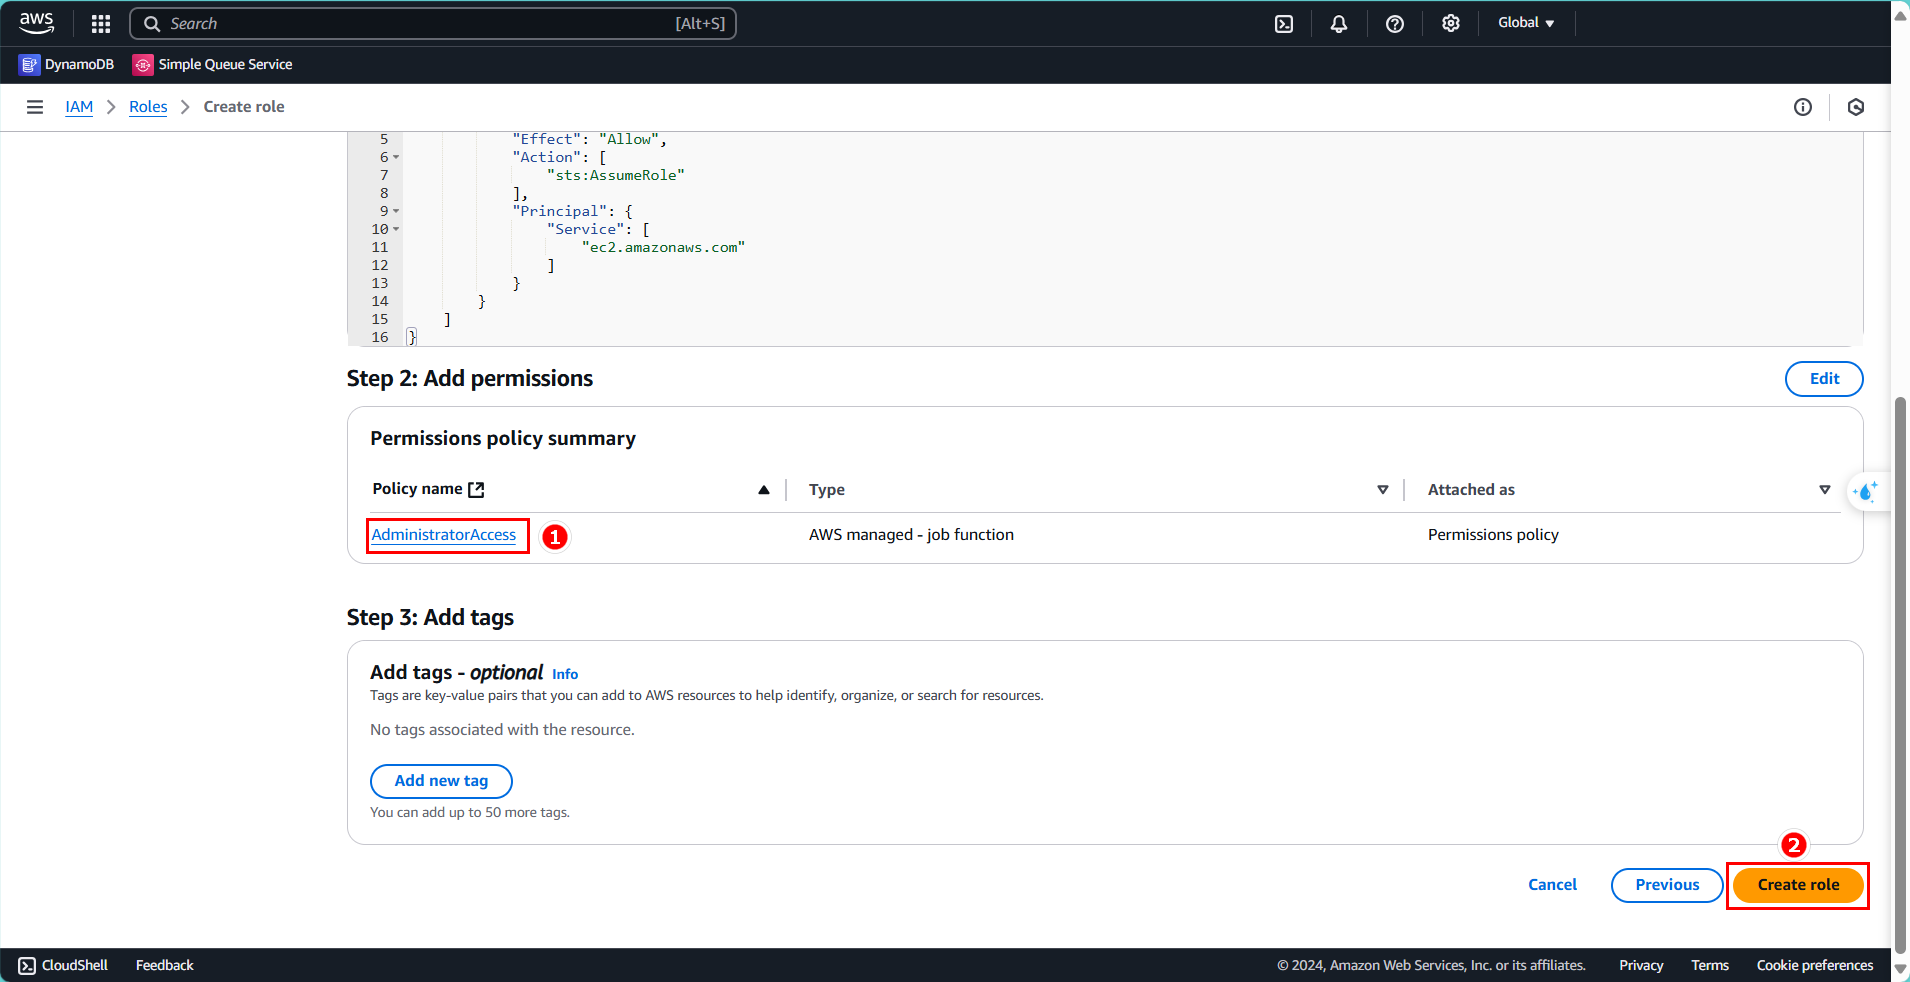 aws Search [Alt+S] Global
DynamoDB Simple Queue Service
IAM Roles Create role
5 "Effect": "Allow",
6 "Action": [
7 "sts:AssumeRole"
8 ],
9 "Principal": {
10 "Service": [
11 "ec2.amazonaws.com"
12 ]
13 }
14 }
15 ]
16 }
Step 2: Add permissions Edit
Permissions policy summary
Policy name Type Attached as
AdministratorAccess 1 AWS managed - job function Permissions policy
Step 3: Add tags
Add tags - optional Info
Tags are key-value pairs that you can add to AWS resources to help identify, organize, or search for resources.
No tags associated with the resource.
Add new tag
You can add up to 50 more tags.
2
Cancel Previous Create role
CloudShell Feedback © 2024, Amazon Web Services, Inc. or its affiliates. Privacy Terms Cookie preferences